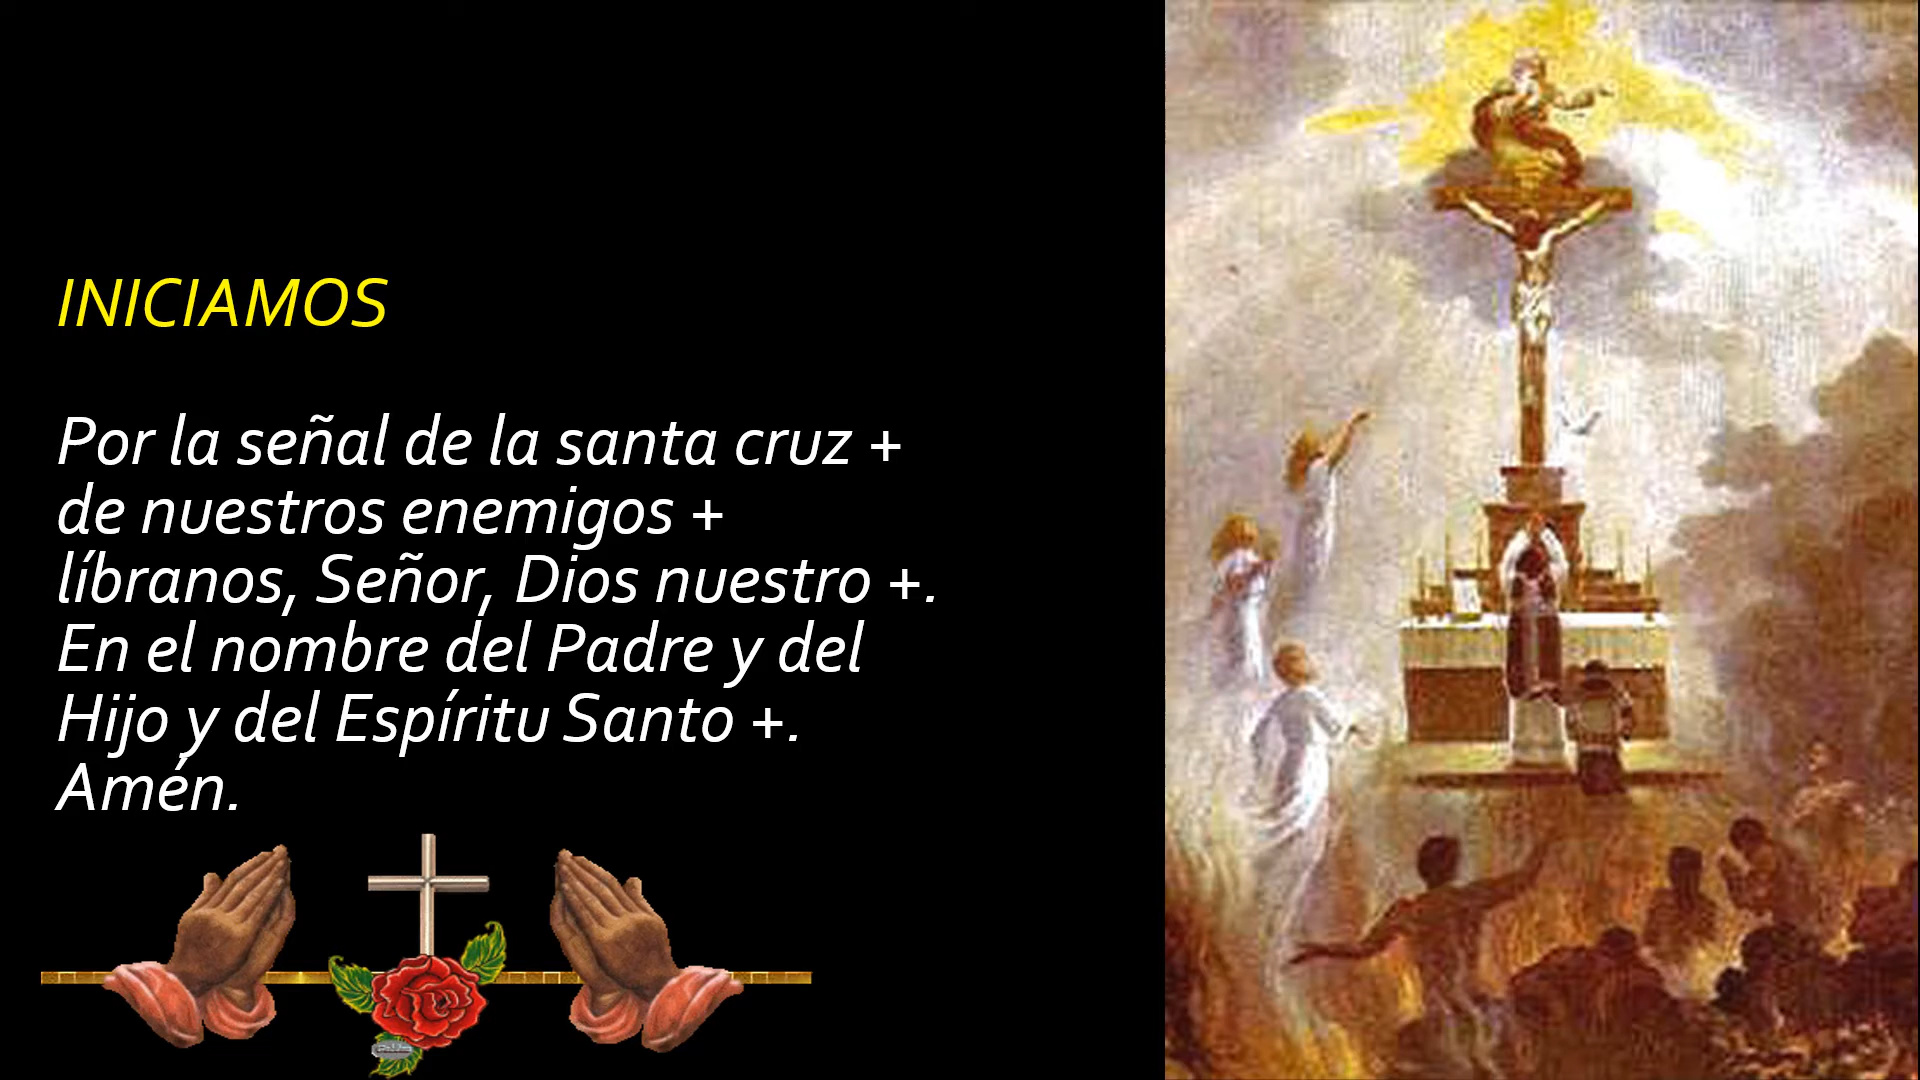 INICIAMOS
Por la señal de la santa cruz +
de nuestros enemigos +
líbranos, Señor, Dios nuestro +.
En el nombre del Padre y del
Hijo y del Espíritu Santo +.
Amén.